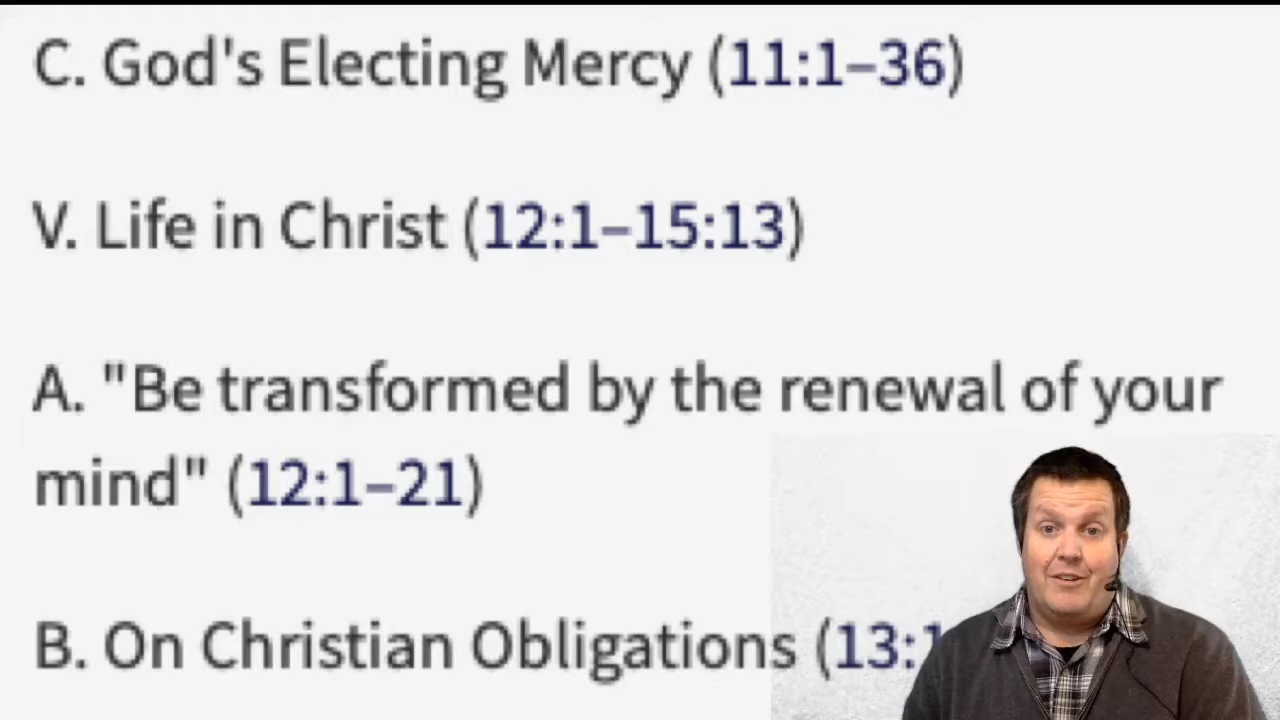 C. God's Electing Mercy (11:1–36)
V. Life in Christ (12:1–15:13)
A. "Be transformed by the renewal of your
mind" (12:1–21)
B. On Christian Obligations (13: